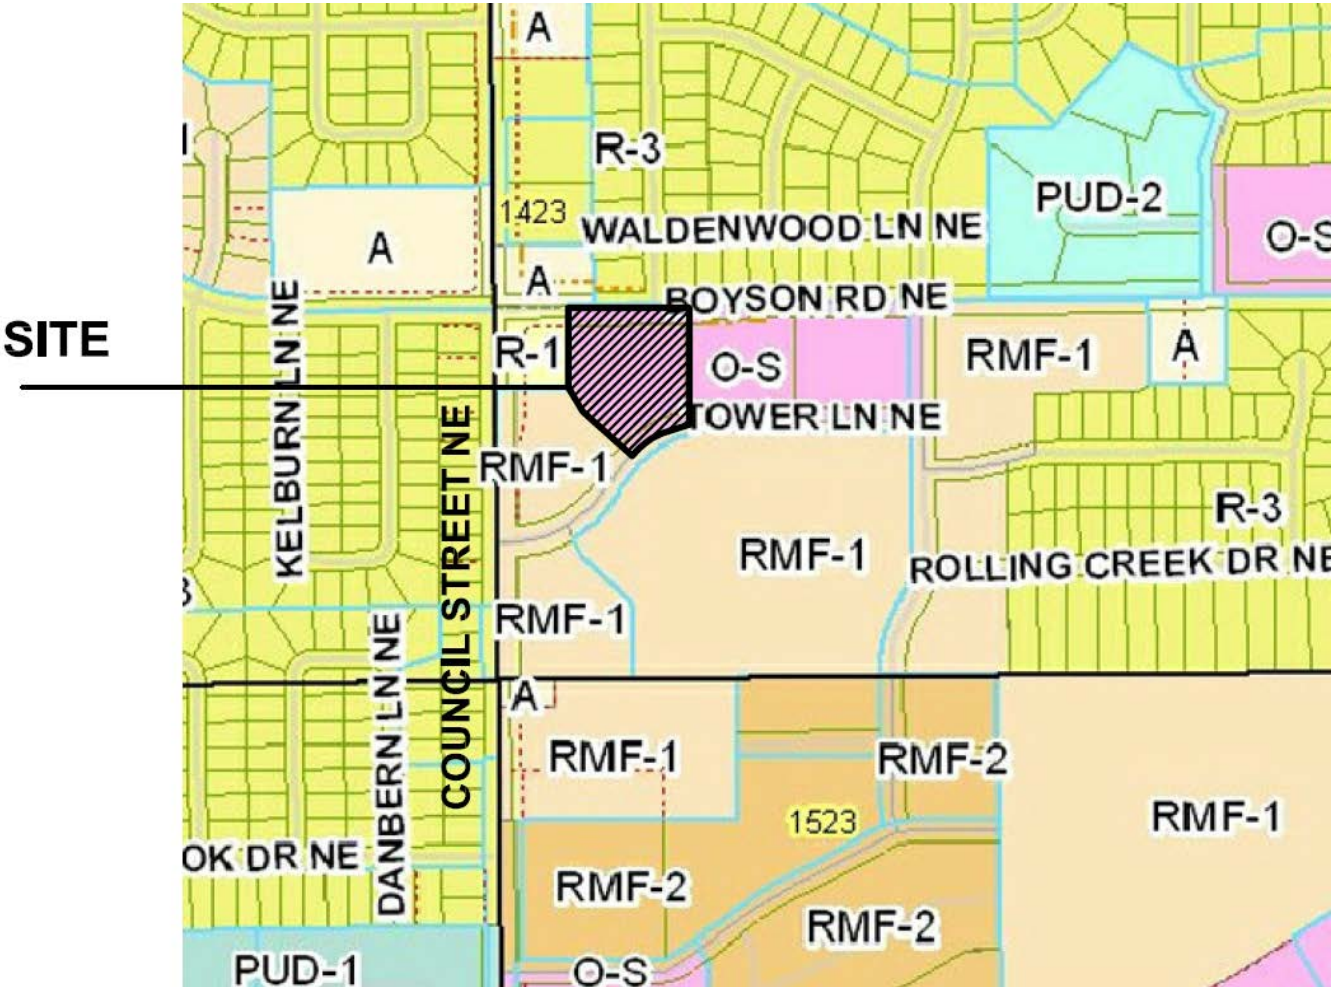 A
R-3
1423
WALDENWOOD LN NE
PUD-2
O-S
A
A
BOYSON RD NE
SITE
KELBURN LN NE
R-1
O-S
RMF-1
A
TOWER LN NE
COUNCIL STREET NE
RMF-1
R-3
RMF-1
ROLLING CREEK DR NE
RMF-1
DANBERN LN NE
A
RMF-1
RMF-2
1523
RMF-1
OK DR NE
RMF-2
RMF-2
PUD-1
O-S